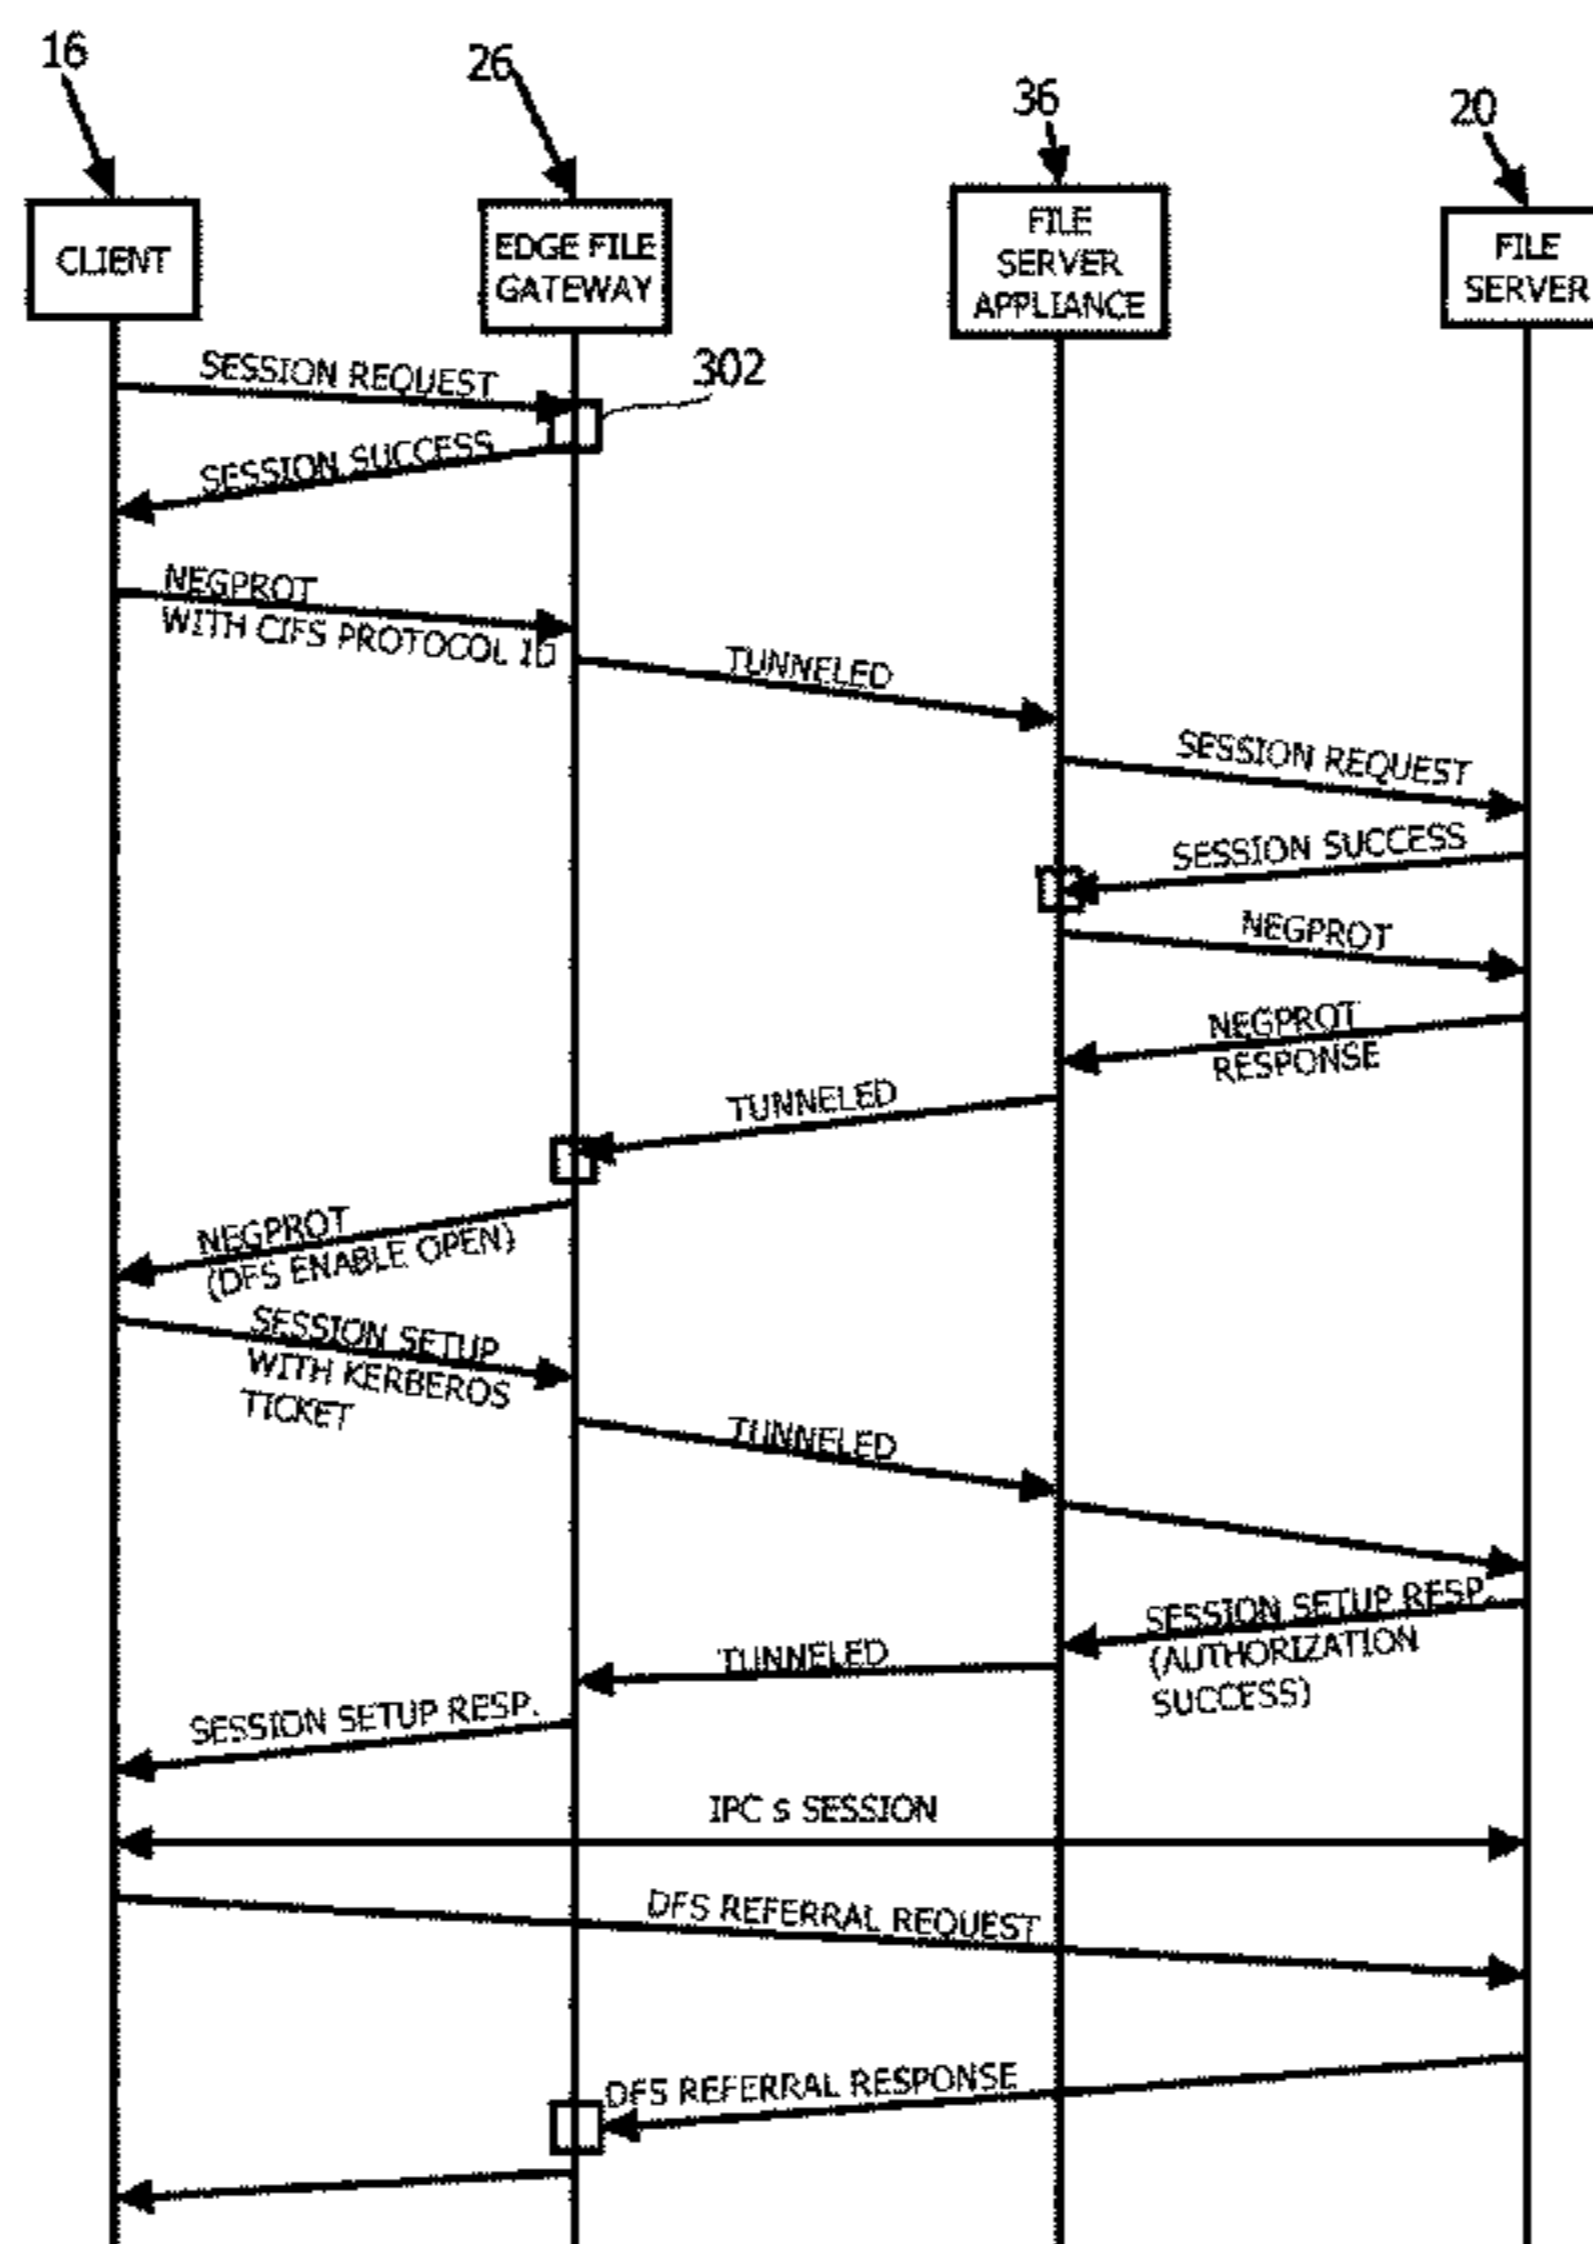 16
26
36
20
CLIENT
EDGE FILE
GATEWAY
FILE
SERVER
APPLIANCE
FILE
SERVER
SESSION REQUEST
302
SESSION SUCCESS
NEGPROT
WITH CIFS PROTOCOL ID
TUNNELED
SESSION REQUEST
SESSION SUCCESS
NEGPROT
NEGPROT
RESPONSE
TUNNELED
NEGPROT
(DFS ENABLE OPEN)
SESSION SETUP
WITH KERBEROS
TICKET
TUNNELED
SESSION SETUP RESP.
(AUTHORIZATION
SUCCESS)
TUNNELED
SESSION SETUP RESP.
IPC s SESSION
DFS REFERRAL REQUEST
DFS REFERRAL RESPONSE